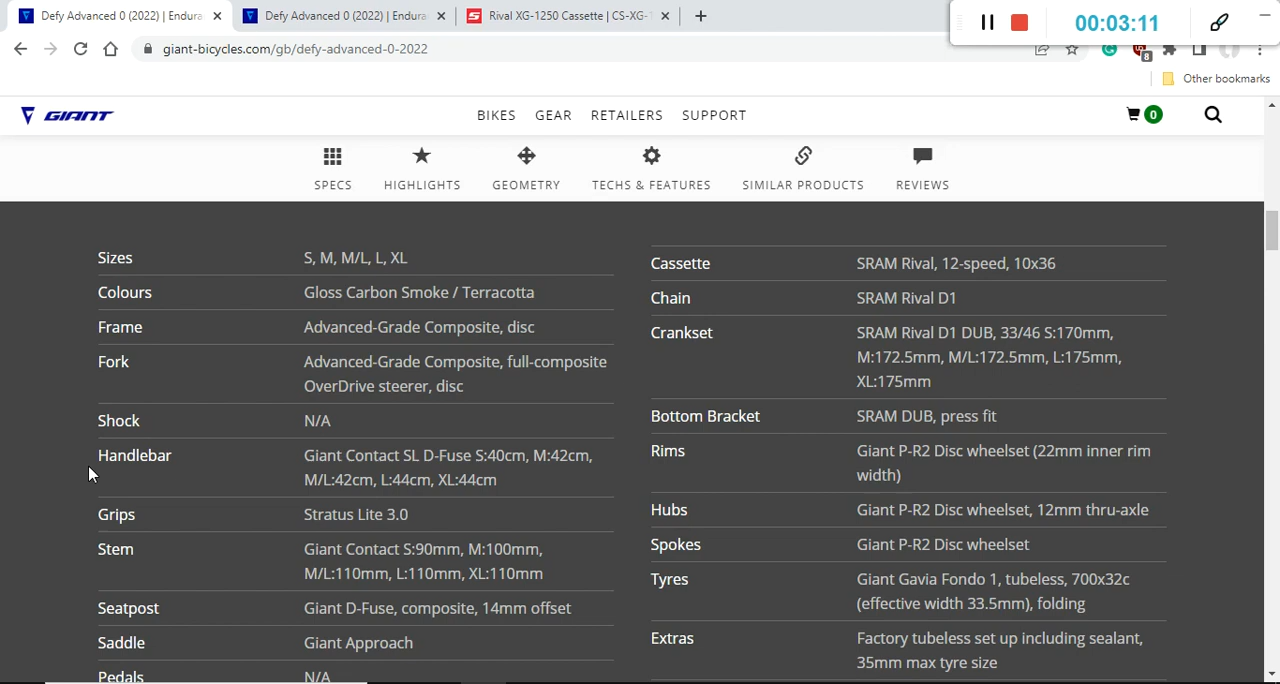 Defy Advanced 0 (2022) | Endura
Defy Advanced 0 (2022) | Endura
Rival XG-1250 Cassette | CS-XG-1
00:03:11
giant-bicycles.com/gb/defy-advanced-0-2022
8
Other bookmarks
GIANT
BIKES GEAR RETAILERS SUPPORT
0
SPECS HIGHLIGHTS GEOMETRY TECHS & FEATURES SIMILAR PRODUCTS REVIEWS
Sizes S, M, M/L, L, XL
Colours Gloss Carbon Smoke / Terracotta
Frame Advanced-Grade Composite, disc
Fork Advanced-Grade Composite, full-composite
OverDrive steerer, disc
Shock N/A
Handlebar Giant Contact SL D-Fuse S:40cm, M:42cm,
M/L:42cm, L:44cm, XL:44cm
Grips Stratus Lite 3.0
Stem Giant Contact S:90mm, M:100mm,
M/L:110mm, L:110mm, XL:110mm
Seatpost Giant D-Fuse, composite, 14mm offset
Saddle Giant Approach
Pedals N/A
Cassette SRAM Rival, 12-speed, 10x36
Chain SRAM Rival D1
Crankset SRAM Rival D1 DUB, 33/46 S:170mm,
M:172.5mm, M/L:172.5mm, L:175mm,
XL:175mm
Bottom Bracket SRAM DUB, press fit
Rims Giant P-R2 Disc wheelset (22mm inner rim
width)
Hubs Giant P-R2 Disc wheelset, 12mm thru-axle
Spokes Giant P-R2 Disc wheelset
Tyres Giant Gavia Fondo 1, tubeless, 700x32c
(effective width 33.5mm), folding
Extras Factory tubeless set up including sealant,
35mm max tyre size